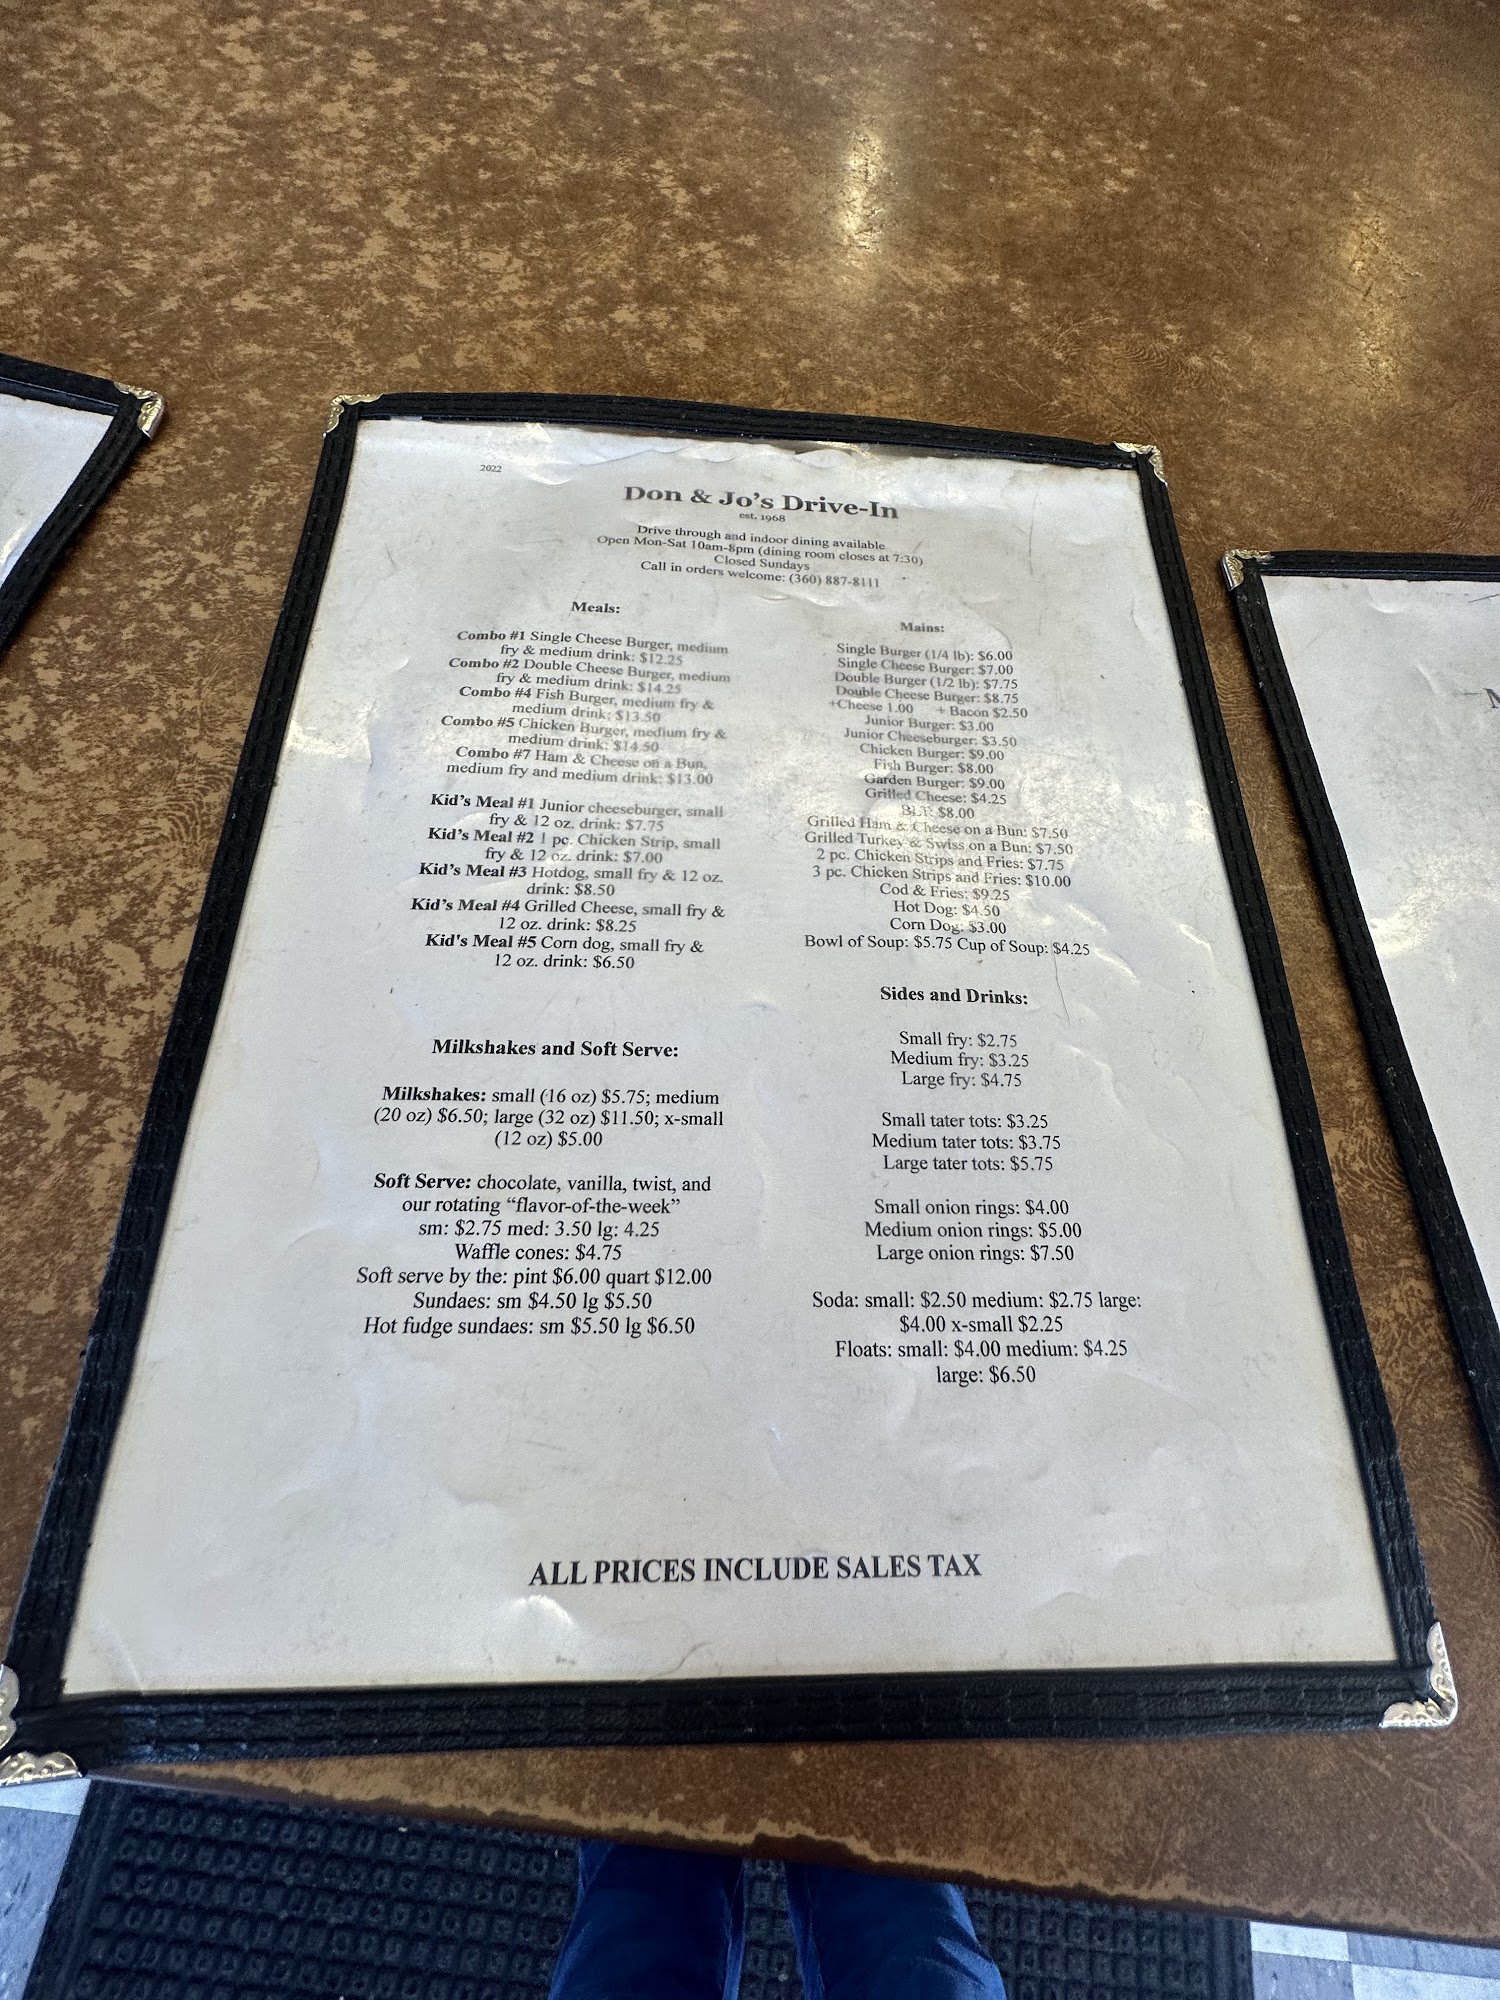 2022
Don & Jo's Drive-In
est. 1968
Drive through and indoor dining available
Open Mon-Sat 10am-8pm (dining room closes at 7:30)
Closed Sundays
Call in orders welcome: (360) 887-8111
Meals:
Combo #1 Single Cheese Burger, medium
fry & medium drink: $12.25
Combo #2 Double Cheese Burger, medium
fry & medium drink: $14.25
Combo #4 Fish Burger, medium fry &
medium drink: $13.50
Combo #5 Chicken Burger, medium fry &
medium drink: $14.50
Combo #7 Ham & Cheese on a Bun,
medium fry and medium drink: $13.00
Kid's Meal #1 Junior cheeseburger, small
fry & 12 oz. drink: $7.75
Kid's Meal #2 1 pc. Chicken Strip, small
fry & 12 oz. drink: $7.00
Kid's Meal #3 Hotdog, small fry & 12 oz.
drink: $8.50
Kid's Meal #4 Grilled Cheese, small fry &
12 oz. drink: $8.25
Kid's Meal #5 Corn dog, small fry &
12 oz. drink: $6.50
Milkshakes and Soft Serve:
Milkshakes: small (16 oz) $5.75; medium
(20 oz) $6.50; large (32 oz) $11.50; x-small
(12 oz) $5.00
Soft Serve: chocolate, vanilla, twist, and
our rotating “flavor-of-the-week”
sm: $2.75 med: 3.50 lg: 4.25
Waffle cones: $4.75
Soft serve by the: pint $6.00 quart $12.00
Sundaes: sm $4.50 lg $5.50
Hot fudge sundaes: sm $5.50 lg $6.50
Mains:
Single Burger (1/4 lb): $6.00
Single Cheese Burger: $7.00
Double Burger (1/2 lb): $7.75
Double Cheese Burger: $8.75
+Cheese 1.00 + Bacon $2.50
Junior Burger: $3.00
Junior Cheeseburger: $3.50
Chicken Burger: $9.00
Fish Burger: $8.00
Garden Burger: $9.00
Grilled Cheese: $4.25
BLT: $8.00
Grilled Ham & Cheese on a Bun: $7.50
Grilled Turkey & Swiss on a Bun: $7.50
2 pc. Chicken Strips and Fries: $7.75
3 pc. Chicken Strips and Fries: $10.00
Cod & Fries: $9.25
Hot Dog: $4.50
Corn Dog: $3.00
Bowl of Soup: $5.75 Cup of Soup: $4.25
Sides and Drinks:
Small fry: $2.75
Medium fry: $3.25
Large fry: $4.75
Small tater tots: $3.25
Medium tater tots: $3.75
Large tater tots: $5.75
Small onion rings: $4.00
Medium onion rings: $5.00
Large onion rings: $7.50
Soda: small: $2.50 medium: $2.75 large:
$4.00 x-small $2.25
Floats: small: $4.00 medium: $4.25
large: $6.50
ALL PRICES INCLUDE SALES TAX